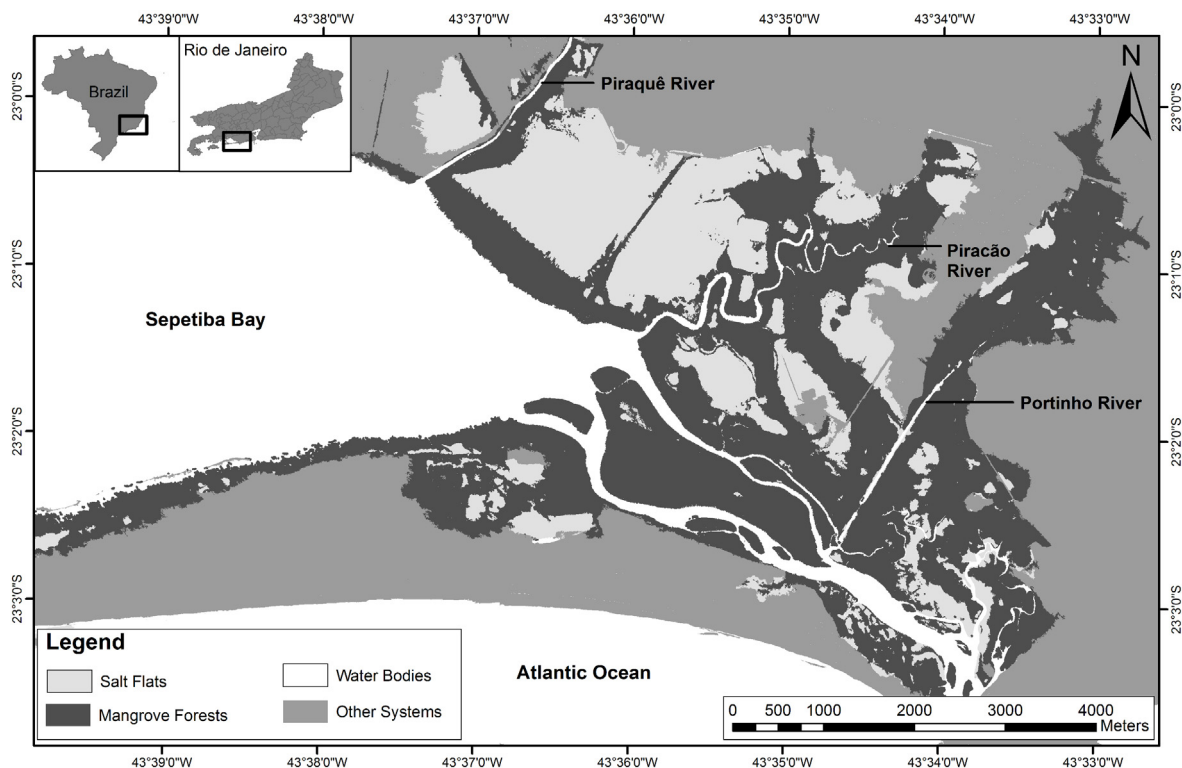 43°39'0"W 43°38'0"W 43°37'0"W 43°36'0"W 43°35'0"W 43°34'0"W 43°33'0"W
Rio de Janeiro
Brazil
N
Piraquê River
23°0'0"S
23°0'0"S
Piracão
River
23°1'0"S
23°1'0"S
Sepetiba Bay
Portinho River
23°2'0"S
23°2'0"S
23°3'0"S
23°3'0"S
Legend
Salt Flats
Water Bodies
Mangrove Forests
Other Systems
Atlantic Ocean
0 500 1000 2000 3000 4000
Meters
43°39'0"W 43°38'0"W 43°37'0"W 43°36'0"W 43°35'0"W 43°34'0"W 43°33'0"W